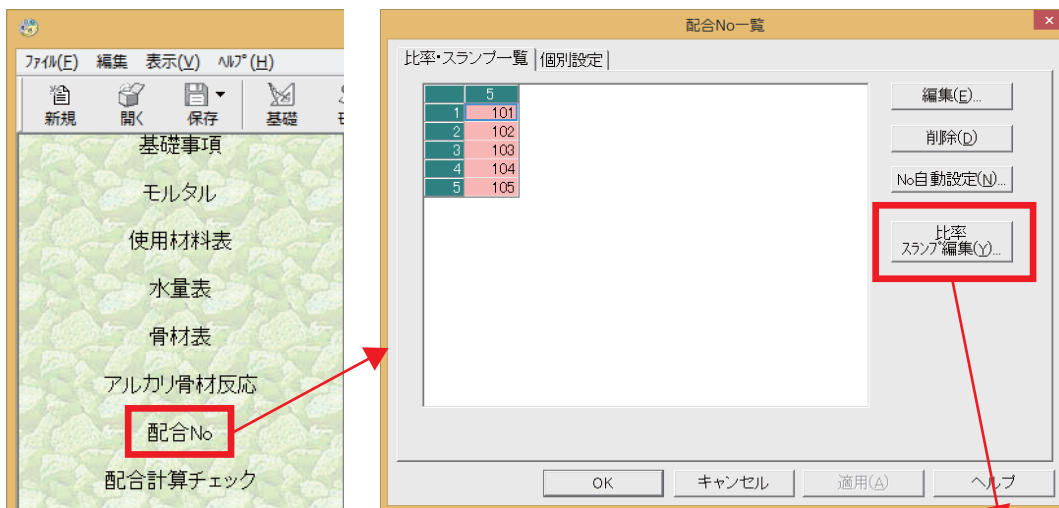 ﾌｧｲﾙ(F) 編集 表示(V) ﾍﾙﾌﾟ(H)
新規 開く 保存 基礎
基礎事項
モルタル
使用材料表
水量表
骨材表
アルカリ骨材反応
配合No
配合計算チェック
配合No一覧
比率・スランプ一覧 個別設定
5
1 101
2 102
3 103
4 104
5 105
編集(E)...
削除(D)
No自動設定(N)...
比率
ｽﾗﾝﾌﾟ編集(Y)...
OK キャンセル 適用(A) ヘルプ